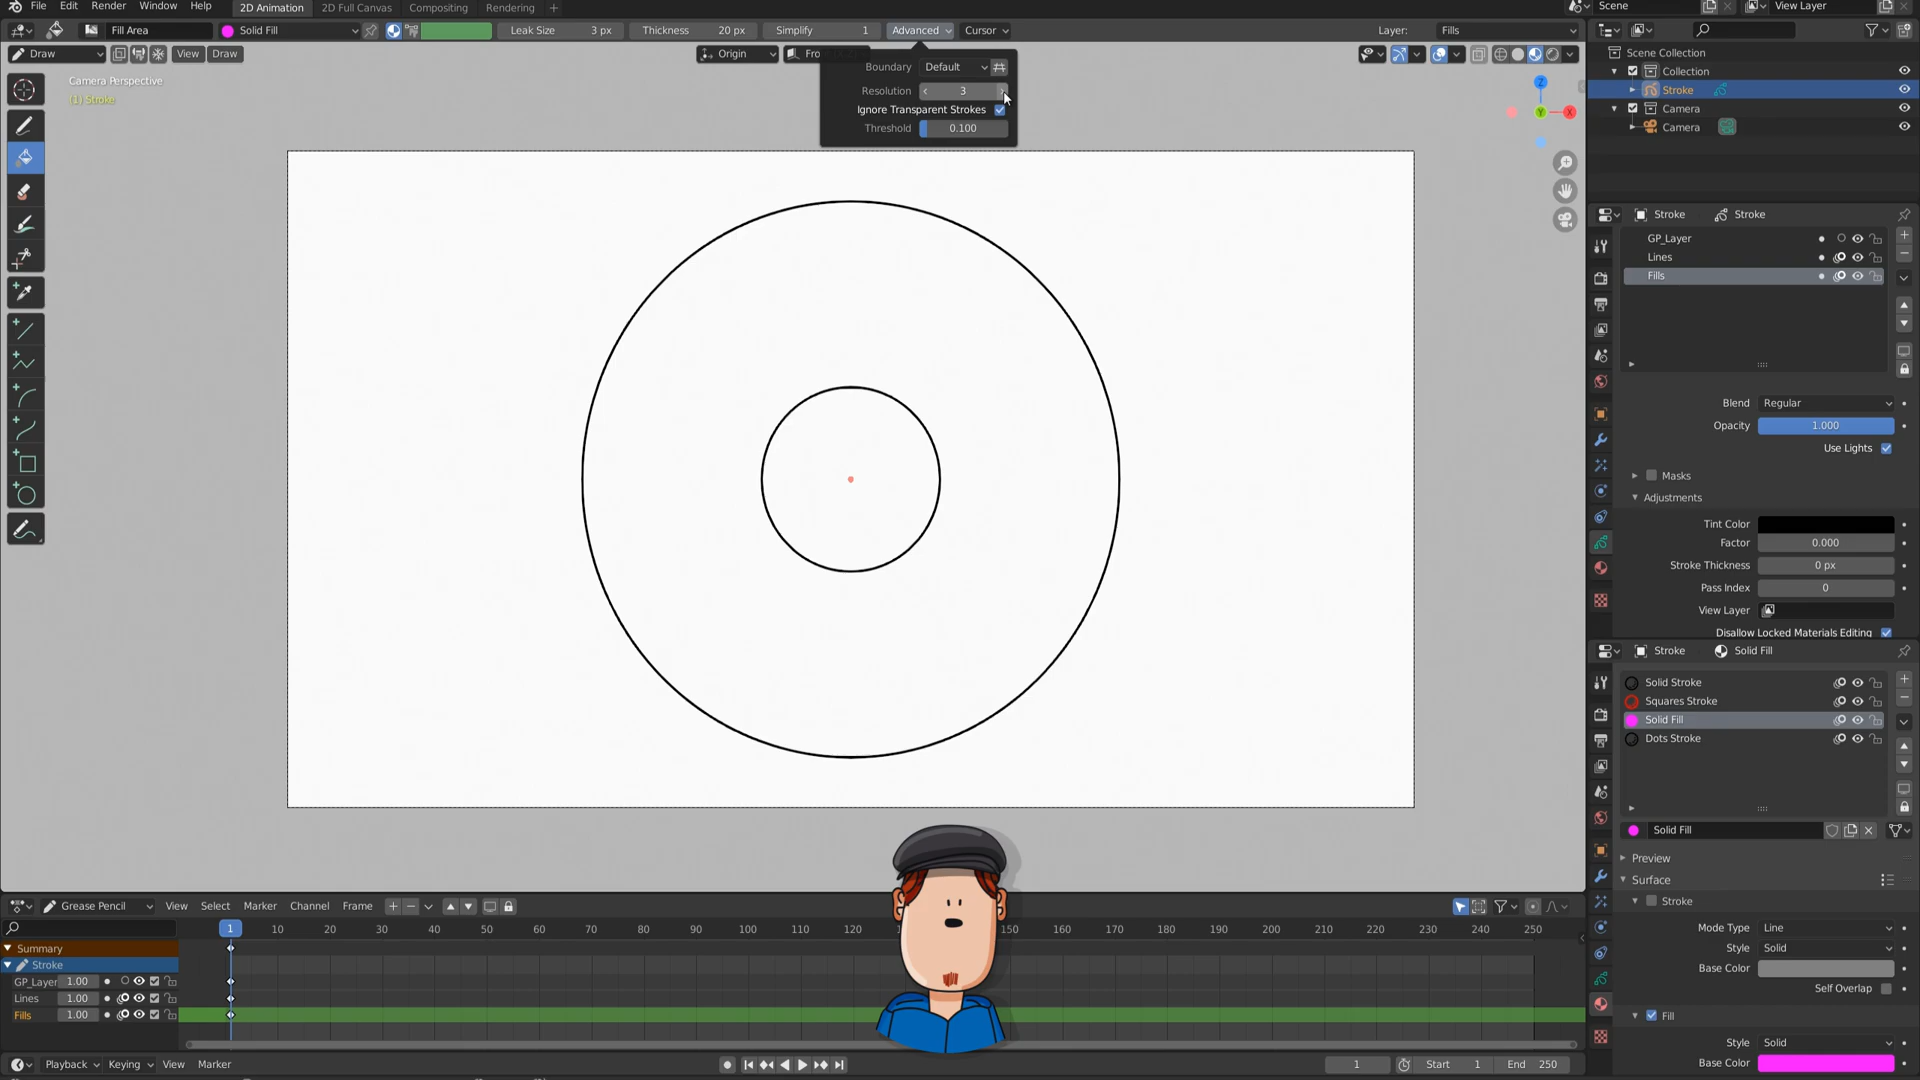 File Edit Render Window Help 2D Animation 2D Full Canvas Compositing Rendering + Scene View Layer
Fill Area Solid Fill Leak Size 3 px Thickness 20 px Simplify 1 Advanced Cursor Layer: Fills
Draw View Draw Origin Fro
Camera Perspective
(1) Stroke
Boundary Default
Resolution 3
Ignore Transparent Strokes
Threshold 0.100
Z
Y
X
Scene Collection
Collection
Stroke
Camera
Camera
Stroke Stroke
GP_Layer
Lines
Fills
Blend Regular
Opacity 1.000
Use Lights
Masks
Adjustments
Tint Color
Factor 0.000
Stroke Thickness 0 px
Pass Index 0
View Layer
Disallow Locked Materials Editing
Stroke Solid Fill
Solid Stroke
Squares Stroke
Solid Fill
Dots Stroke
Solid Fill
Preview
Surface
Stroke
Mode Type Line
Style Solid
Base Color
Self Overlap
Fill
Style Solid
Base Color
Grease Pencil View Select Marker Channel Frame
1 10 20 30 40 50 60 70 80 90 100 110 120 150 160 170 180 190 200 210 220 230 240 250
Summary
Stroke
GP_Layer 1.00
Lines 1.00
Fills 1.00
Playback Keying View Marker 1 Start 1 End 250